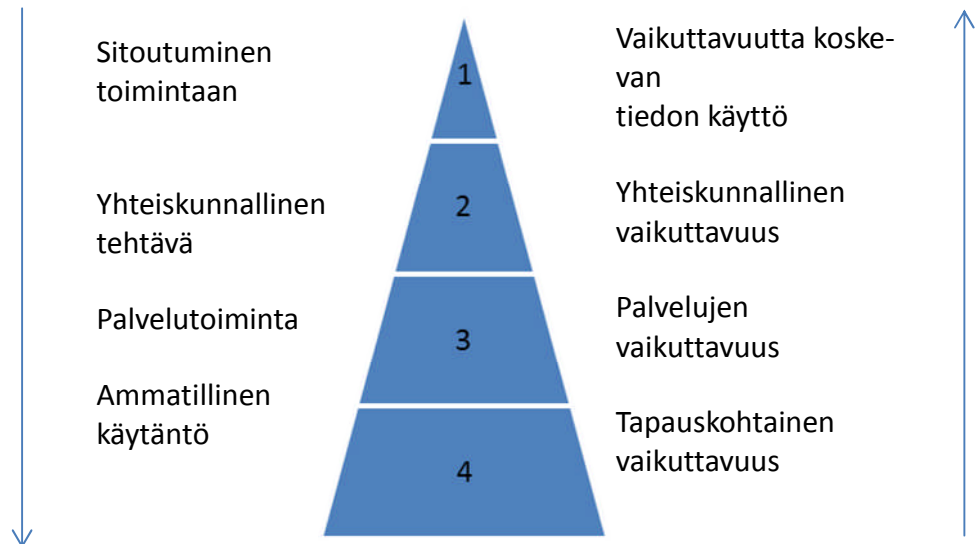 Sitoutuminen
toimintaan
1
Vaikuttavuutta koske-
van
tiedon käyttö
Yhteiskunnallinen
tehtävä
2
Yhteiskunnallinen
vaikuttavuus
Palvelutoiminta
3
Palvelujen
vaikuttavuus
Ammatillinen
käytäntö
4
Tapauskohtainen
vaikuttavuus